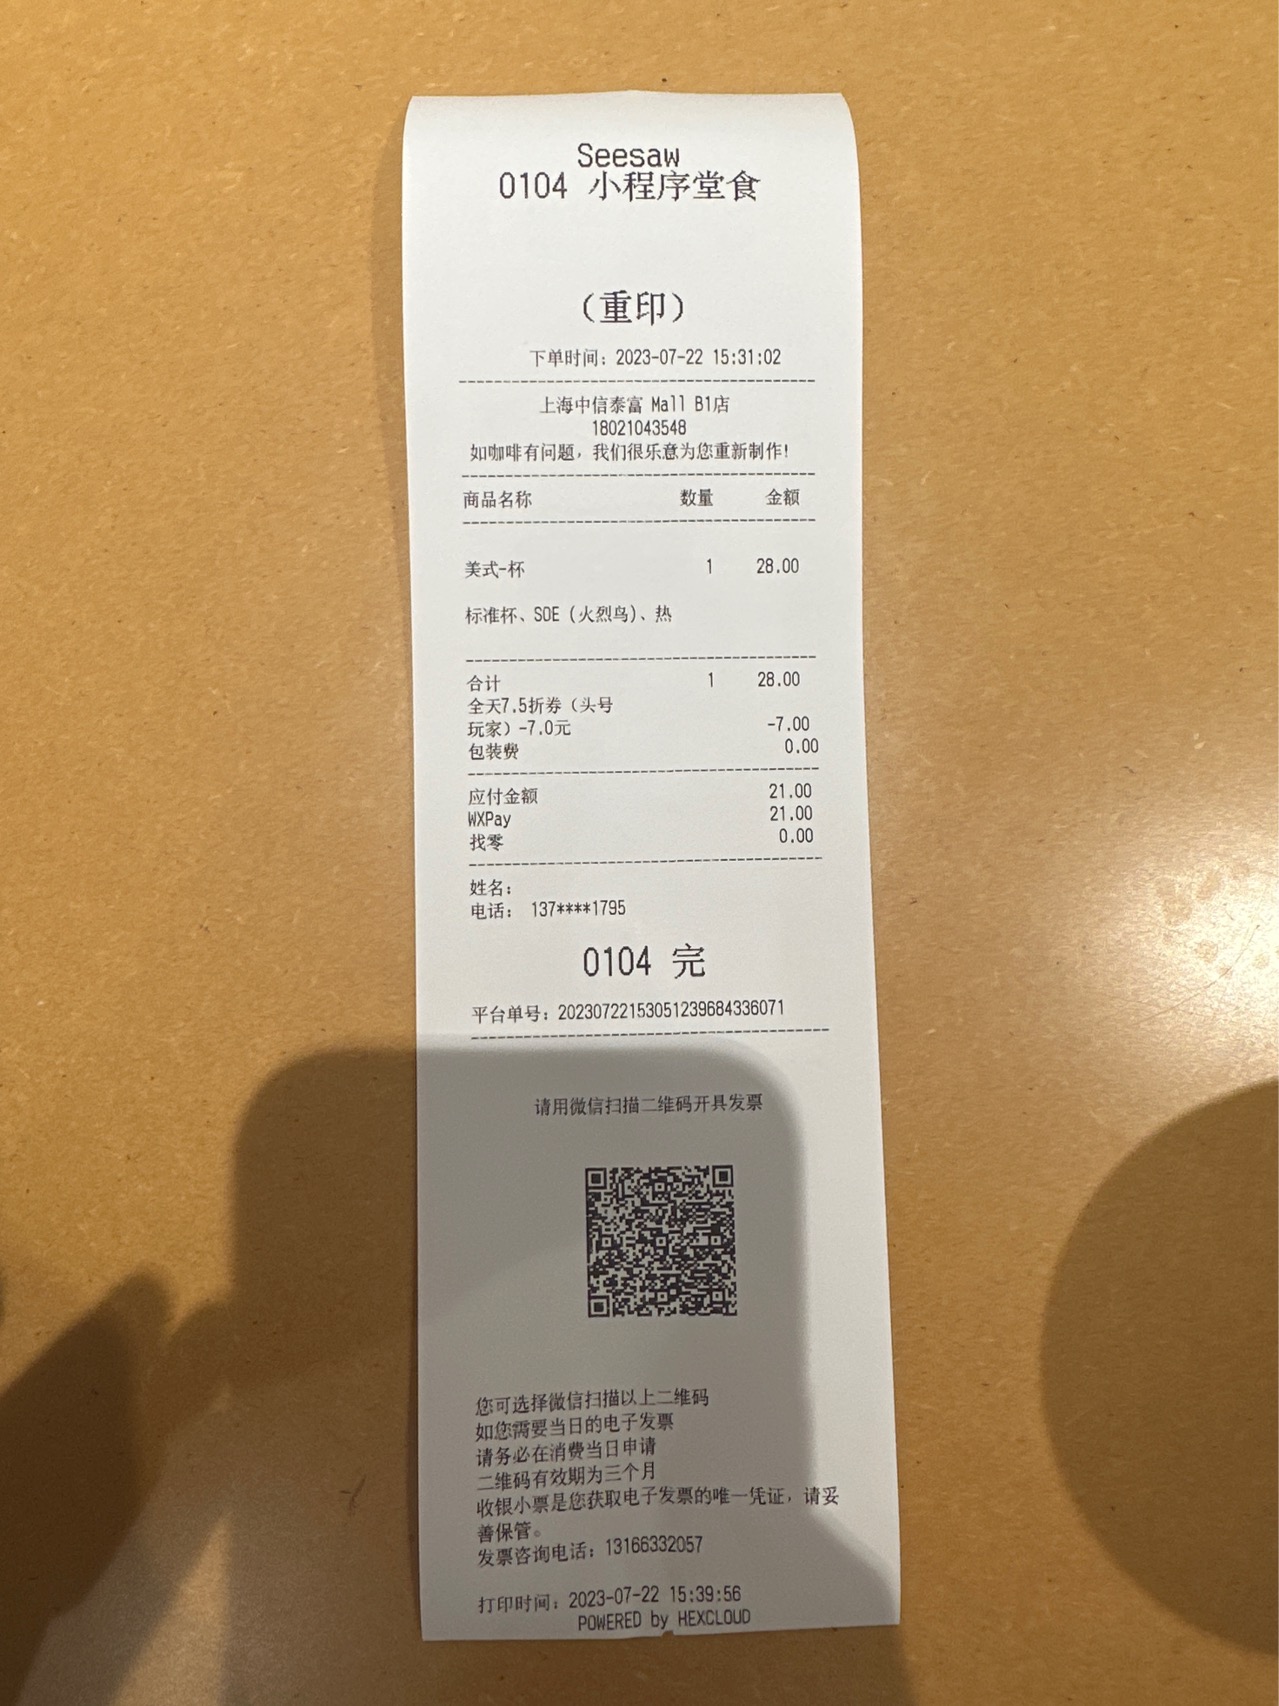 Seesaw
0104 小程序堂食
（重印）
下单时间：2023-07-22 15:31:02
上海中信泰富 Mall B1店
18021043548
如咖啡有问题，我们很乐意为您重新制作！
商品名称 数量 金额
美式-杯 1 28.00
标准杯、SOE（火烈鸟）、热
合计 1 28.00
全天7.5折券（头号
玩家）-7.0元 -7.00
包装费 0.00
应付金额 21.00
WXPay 21.00
找零 0.00
姓名：
电话： 137****1795
0104 完
平台单号：20230722153051239684336071
请用微信扫描二维码开具发票
您可选择微信扫描以上二维码
如您需要当日的电子发票
请务必在消费当日申请
二维码有效期为三个月
收银小票是您获取电子发票的唯一凭证，请妥
善保管。
发票咨询电话：13166332057
打印时间：2023-07-22 15:39:56
POWERED by HEXCLOUD